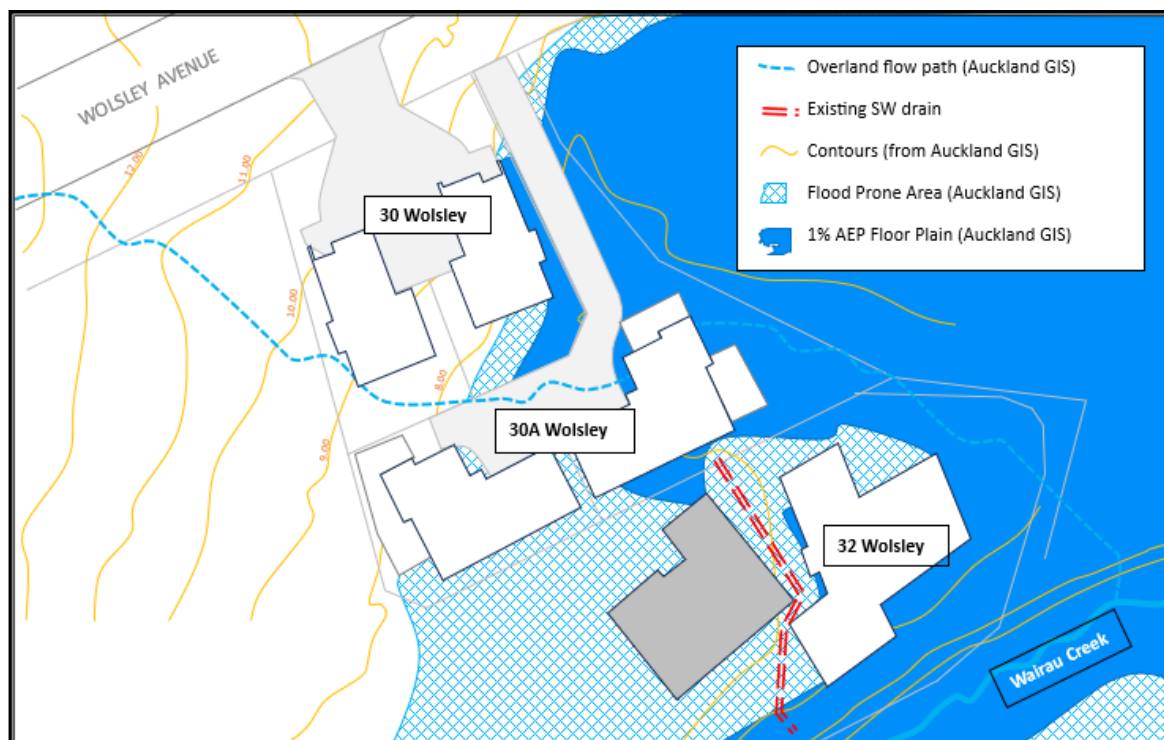 WOLSLEY AVENUE
12.00
11.00
10.00
9.00
8.00
30 Wolsley
30A Wolsley
32 Wolsley
Wairau Creek
Overland flow path (Auckland GIS)
Existing SW drain
Contours (from Auckland GIS)
Flood Prone Area (Auckland GIS)
1% AEP Floor Plain (Auckland GIS)